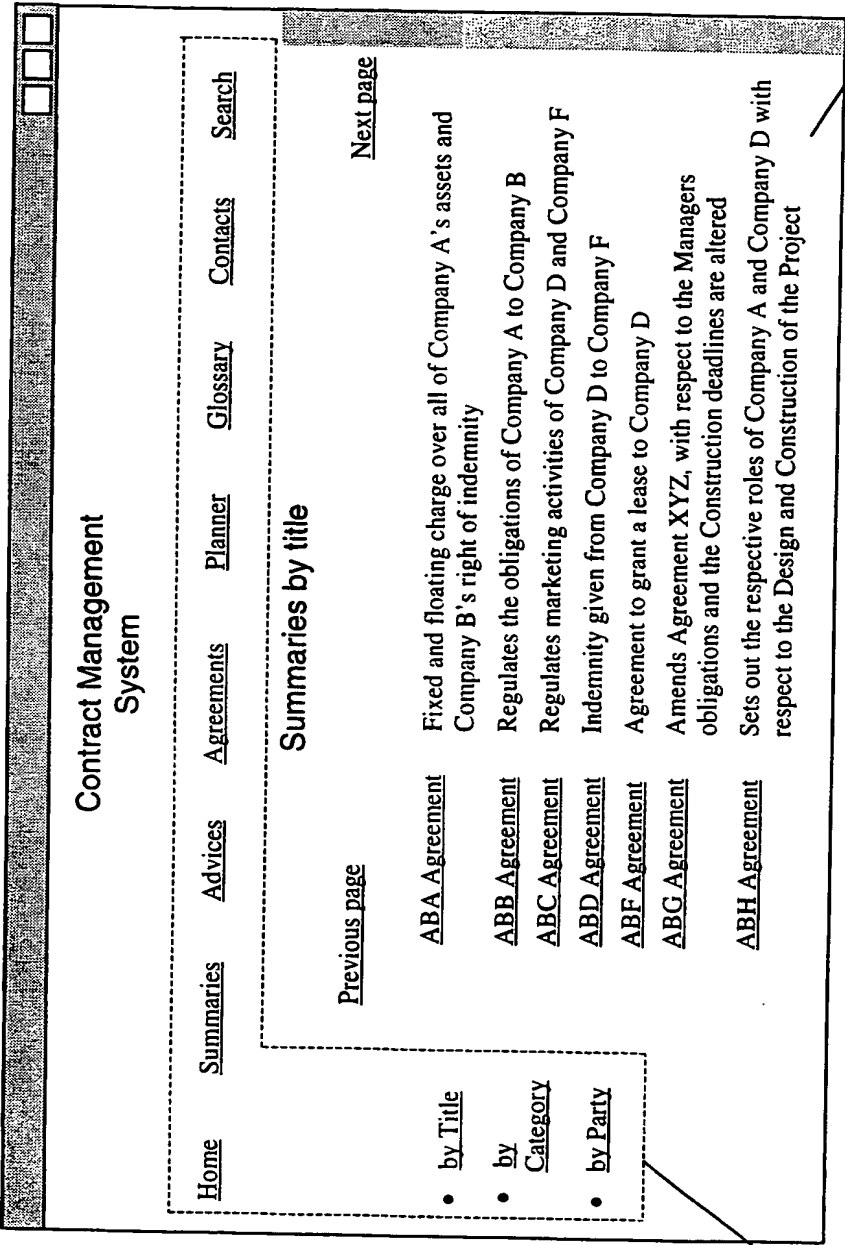 Contract Management
System
Home Summaries Advices Agreements Planner Glossary Contacts Search
Summaries by title
• by Title
• by
Category
• by Party
Previous page Next page
ABA Agreement Fixed and floating charge over all of Company A's assets and
Company B's right of indemnity
ABB Agreement Regulates the obligations of Company A to Company B
ABC Agreement Regulates marketing activities of Company D and Company F
ABD Agreement Indemnity given from Company D to Company F
ABF Agreement Agreement to grant a lease to Company D
ABG Agreement Amends Agreement XYZ, with respect to the Managers
obligations and the Construction deadlines are altered
ABH Agreement Sets out the respective roles of Company A and Company D with
respect to the Design and Construction of the Project